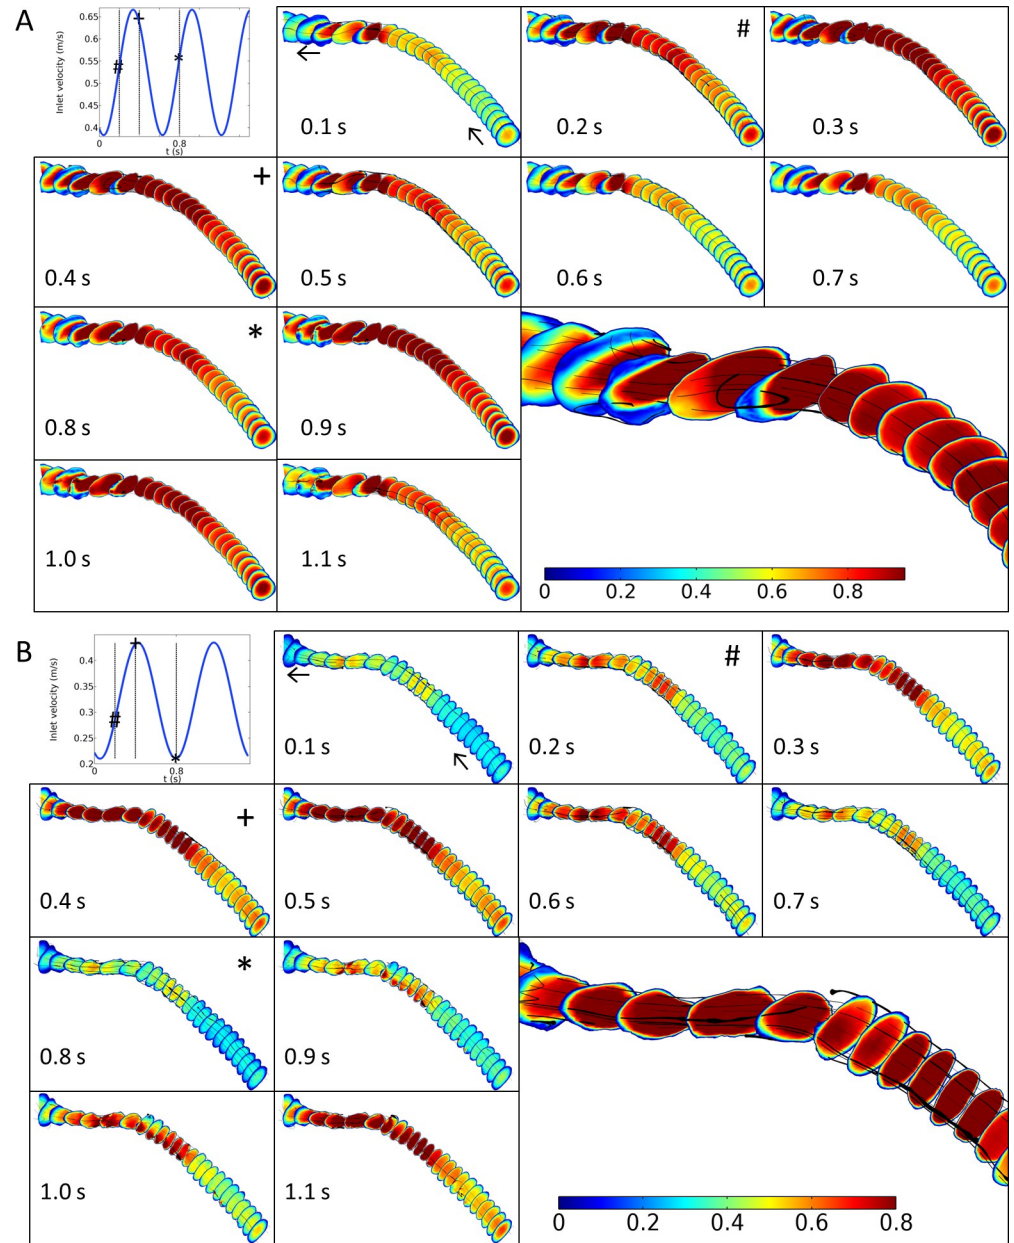 A
Inlet velocity (m/s)
0.65
0.6
0.55
0.5
0.45
0.4
0
0.8
t (s)
#
+
*
0.1 s
#
0.2 s
0.3 s
+
0.4 s
0.5 s
0.6 s
0.7 s
*
0.8 s
0.9 s
1.0 s
1.1 s
0 0.2 0.4 0.6 0.8
B
Inlet velocity (m/s)
0.4
0.35
0.3
0.25
0.2
0
0.8
t (s)
#
+
*
0.1 s
#
0.2 s
0.3 s
+
0.4 s
0.5 s
0.6 s
0.7 s
*
0.8 s
0.9 s
1.0 s
1.1 s
0 0.2 0.4 0.6 0.8